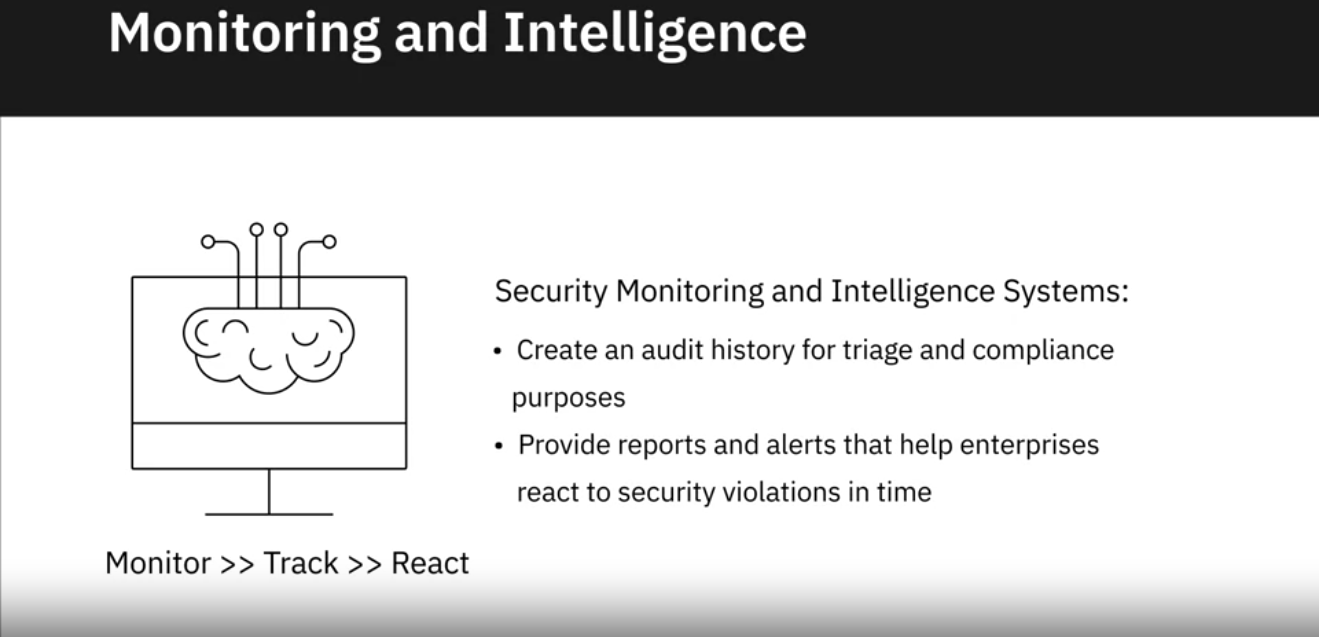 Monitoring and Intelligence
Security Monitoring and Intelligence Systems:
• Create an audit history for triage and compliance
purposes
• Provide reports and alerts that help enterprises
react to security violations in time
Monitor >> Track >> React